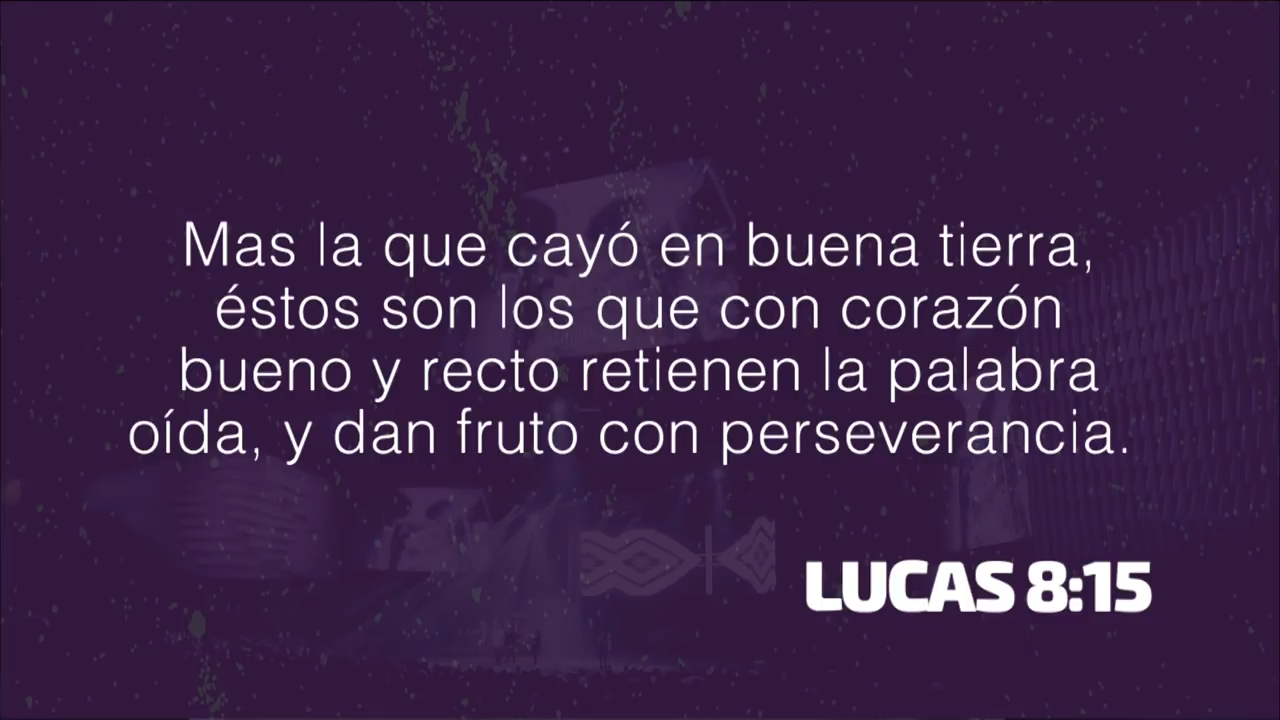 Mas la que cayó en buena tierra,
éstos son los que con corazón
bueno y recto retienen la palabra
oída, y dan fruto con perseverancia.
LUCAS 8:15